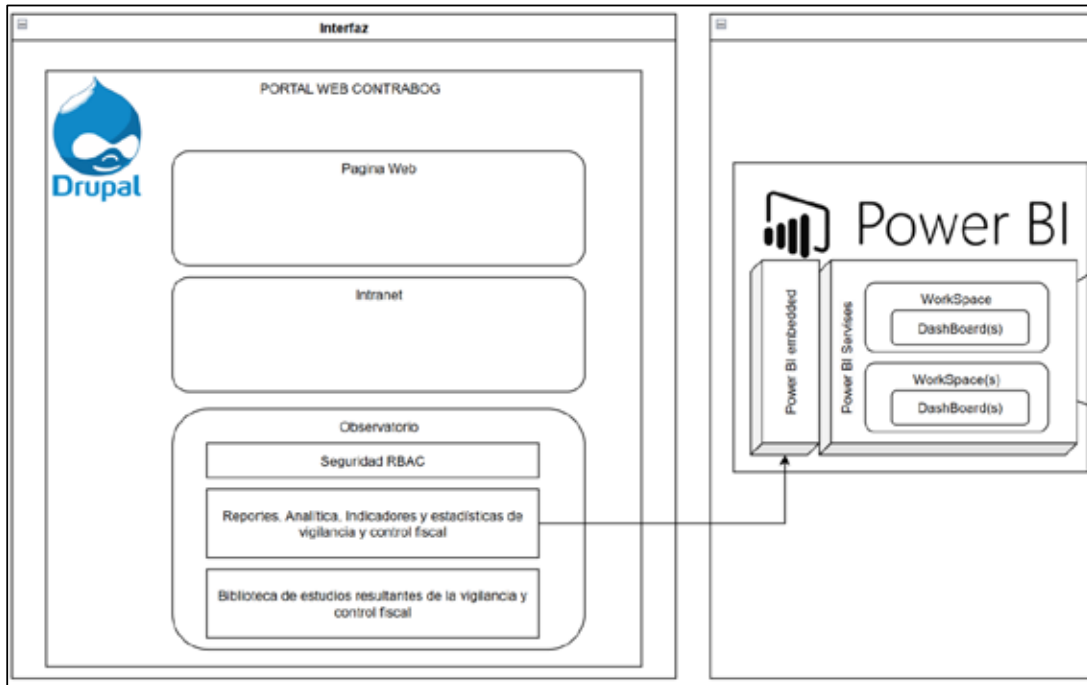 Interfaz
PORTAL WEB CONTRABOG
Drupal
Pagina Web
Intranet
Observatorio
Seguridad RBAC
Reportes, Analítica, Indicadores y estadísticas de
vigilancia y control fiscal
Biblioteca de estudios resultantes de la vigilancia y
control fiscal
Power BI
Power BI embedded
Power BI Servises
WorkSpace
DashBoard(s)
WorkSpace(s)
DashBoard(s)